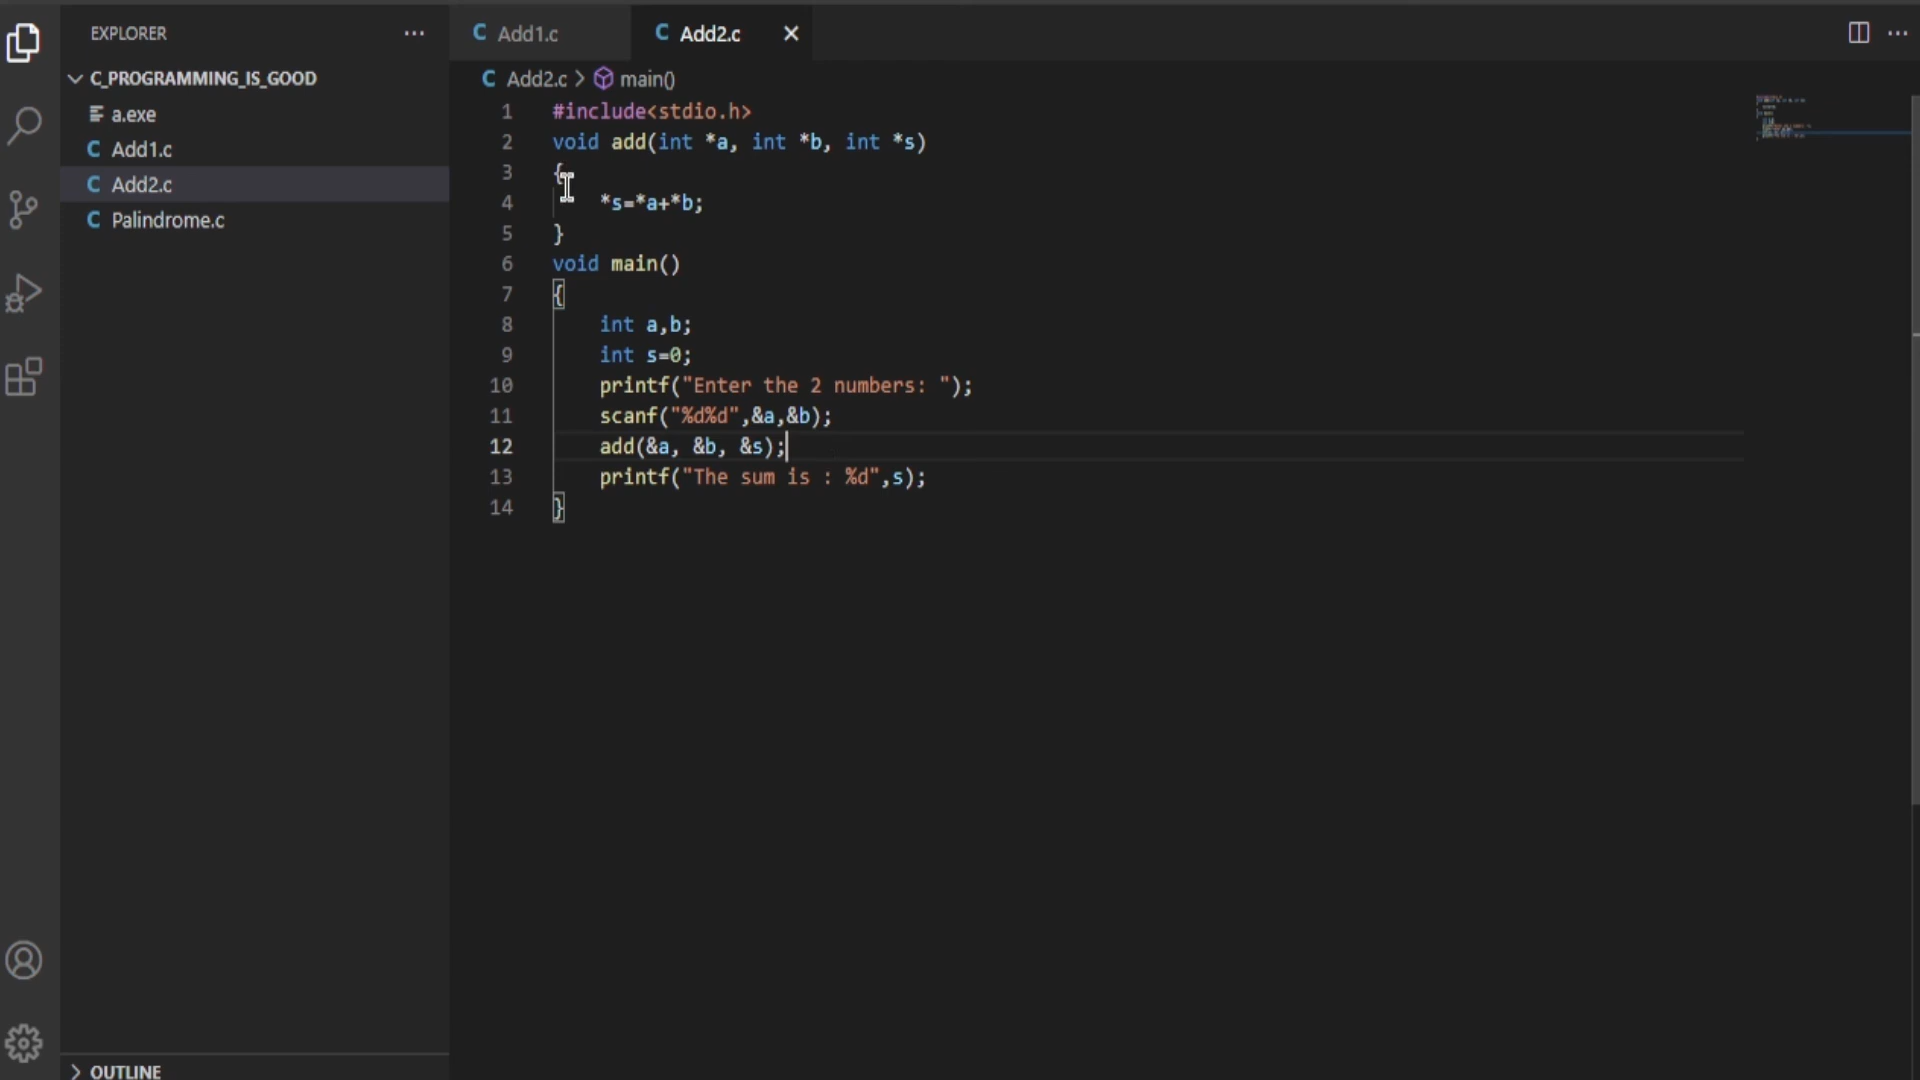 EXPLORER
C_PROGRAMMING_IS_GOOD
a.exe
C Add1.c
C Add2.c
C Palindrome.c
OUTLINE
C Add1.c
C Add2.c
C Add2.c > main()
1 #include<stdio.h>
2 void add(int *a, int *b, int *s)
3 {
4 *s=*a+*b;
5 }
6 void main()
7 {
8 int a,b;
9 int s=0;
10 printf("Enter the 2 numbers: ");
11 scanf("%d%d",&a,&b);
12 add(&a, &b, &s);
13 printf("The sum is : %d",s);
14 }